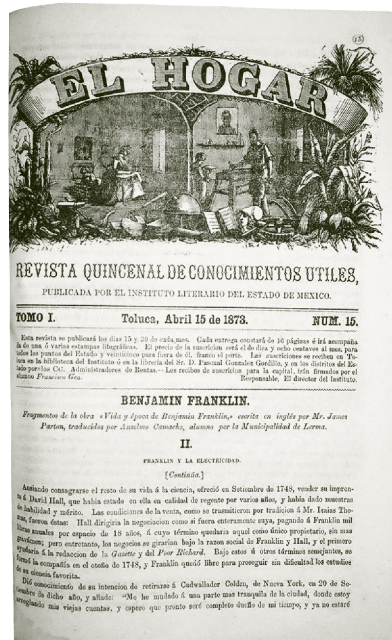 (15)
EL HOGAR
REVISTA QUINCENAL DE CONOCIMIENTOS UTILES,
PUBLICADA POR EL INSTITUTO LITERARIO DEL ESTADO DE MEXICO.
TOMO I. Toluca, Abril 15 de 1873. NUM. 15.
Esta revista se publicará los dias 15 y 20 de cada mes. Cada entrega constará de 16 páginas é irá acompaña
da de una ó varias estampas litográficas. El precio de la suscricion será el de diez y ocho centavos al mes, para
todos los puntos del Estado y veinticinco para fuera de él, franco el porte. Las suscriciones se reciben en To-
luca en la biblioteca del Instituto ó en la librería del Sr. D. Pascual Gonzalez Gordillo, y en los distritos del Es-
tado por los CC. Administradores de Rentas.—Los recibos de suscricion para la capital, irán firmados por el
alumno Francisco Gea. Responsable, El director del Instituto.
BENJAMIN FRANKLIN.
Fragmentos de la obra «Vida y época de Benjamin Franklin,» escrita en inglés por Mr. James
Parton, traducidos por Anselmo Camacho, alumno por la Municipalidad de Lerma.
II.
FRANKLIN Y LA ELECTRICIDAD.
[Continúa.]
Ansiando consagrarse el resto de su vida á la ciencia, ofreció en Setiembre de 1748, vender su impren-
ta á David Hall, que habia estado en ella en calidad de regente por varios años, y habia dado muestras
de habilidad y mérito. Las condiciones de la venta, como se trasmitieron por tradicion á Mr. Isaias Tho-
mas, fueron éstas: Hall dirigiria la negociacion como si fuera enteramente suya, pagando á Franklin mil
libras anuales por espacio de 18 años, á cuyo término quedaria aquel como único propietario, sin mas
gravámen; pero entretanto, los negocios se girarian bajo la razon social de Franklin y Hall, y el primero
ayudaria á la redaccion de la Gazette y del Poor Richard. Bajo estos ó otros términos semejantes, se
formó la compañía en el otoño de 1748, y Franklin quedó libre para proseguir sin dificultad los estudios
de su ciencia favorita.
Dió conocimiento de su intencion de retirarse á Cadwallader Colden, de Nueva York, en 20 de Se-
tiembre de dicho año, y añade: "Me he mudado á una parte mas tranquila de la ciudad, donde estoy
arreglando mis viejas cuentas, y espero que pronto seré completo dueño de mi tiempo, y ya no estaré